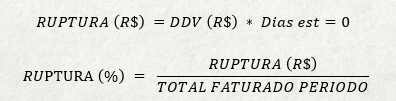 RUPTURA (R$) = DDV (R$) * Dias est = 0
RUPTURA (%) = RUPTURA (R$) / TOTAL FATURADO PERIODO